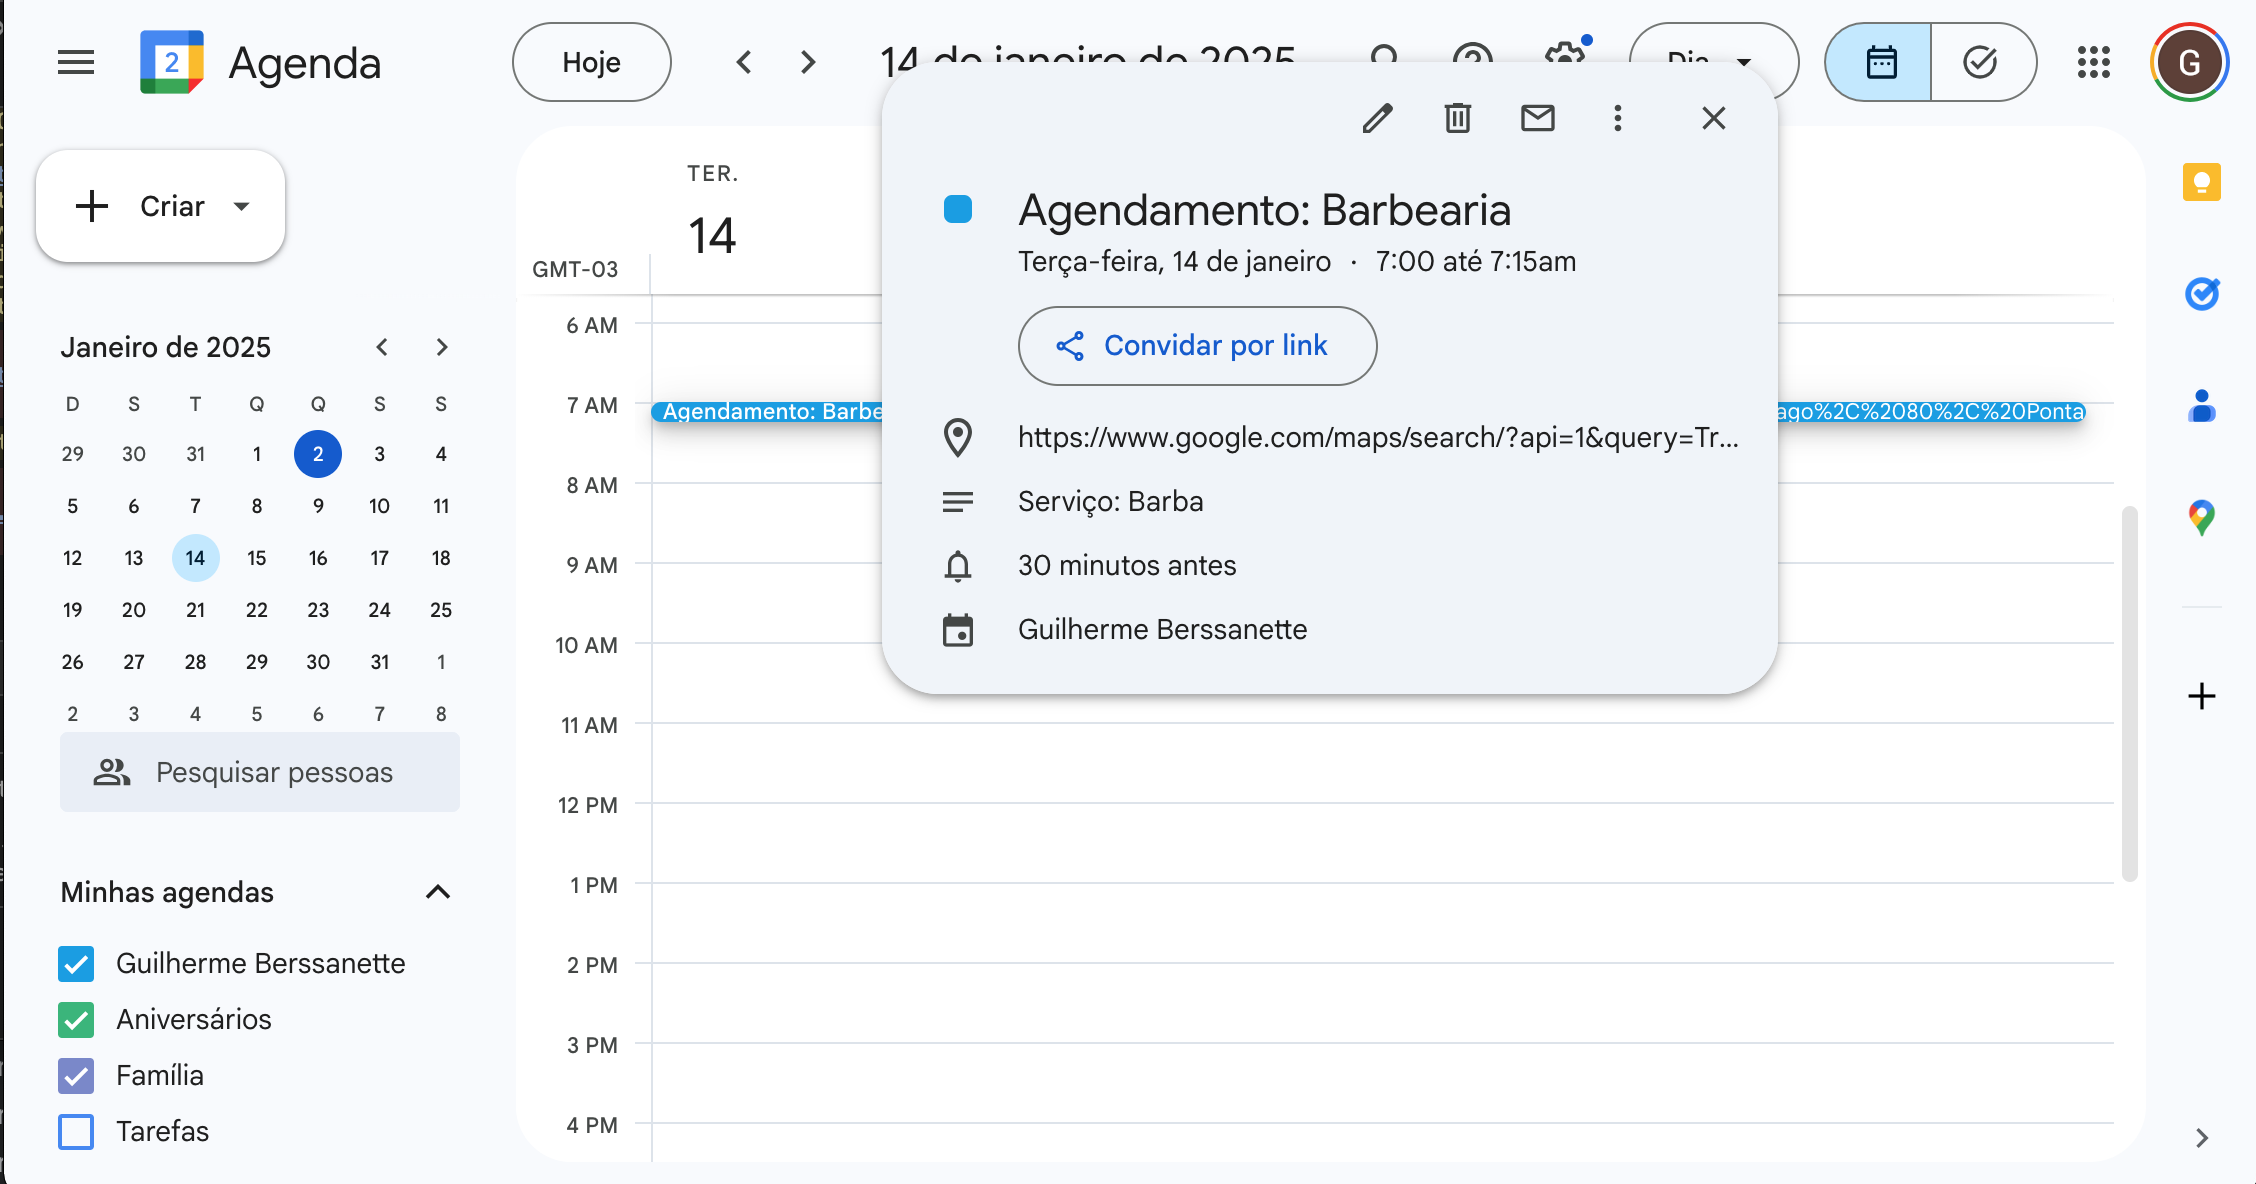 2 Agenda Hoje 14 de janeiro de 2025 Dia G
Criar
TER.
14
GMT-03
Janeiro de 2025
D S T Q Q S S
29 30 31 1 2 3 4
5 6 7 8 9 10 11
12 13 14 15 16 17 18
19 20 21 22 23 24 25
26 27 28 29 30 31 1
2 3 4 5 6 7 8
Pesquisar pessoas
Minhas agendas
Guilherme Berssanette
Aniversários
Família
Tarefas
6 AM
7 AM
8 AM
9 AM
10 AM
11 AM
12 PM
1 PM
2 PM
3 PM
4 PM
Agendamento: Barbe
ago%2C%2080%2C%20Ponta
Agendamento: Barbearia
Terça-feira, 14 de janeiro · 7:00 até 7:15am
Convidar por link
https://www.google.com/maps/search/?api=1&query=Tr...
Serviço: Barba
30 minutos antes
Guilherme Berssanette